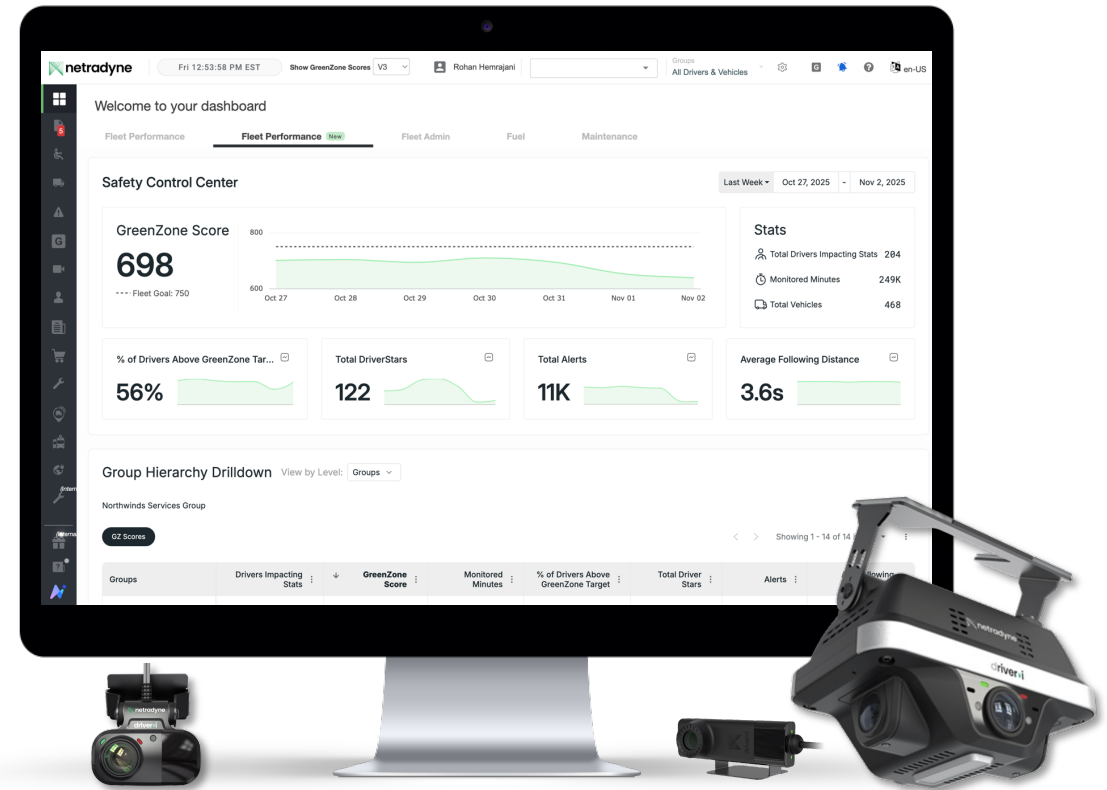 netradyne
Fri 12:53:58 PM EST
Show GreenZone Scores V3
Rohan Hemrajani
Groups
All Drivers & Vehicles
G
en-US
5
G
Welcome to your dashboard
Fleet Performance
Fleet Performance New
Fleet Admin
Fuel
Maintenance
Safety Control Center
Last Week
Oct 27, 2025 - Nov 2, 2025
GreenZone Score
698
Fleet Goal: 750
800
600
Oct 27 Oct 28 Oct 29 Oct 30 Oct 31 Nov 01 Nov 02
Stats
Total Drivers Impacting Stats 204
Monitored Minutes 249K
Total Vehicles 468
% of Drivers Above GreenZone Tar...
56%
Total DriverStars
122
Total Alerts
11K
Average Following Distance
3.6s
Group Hierarchy Drilldown View by Level: Groups
Northwinds Services Group
GZ Scores
Showing 1 - 14 of 14
Groups
Drivers Impacting
Stats
GreenZone
Score
Monitored
Minutes
% of Drivers Above
GreenZone Target
Total Driver
Stars
Alerts
netradyne
driver•i
netradyne
driver•i